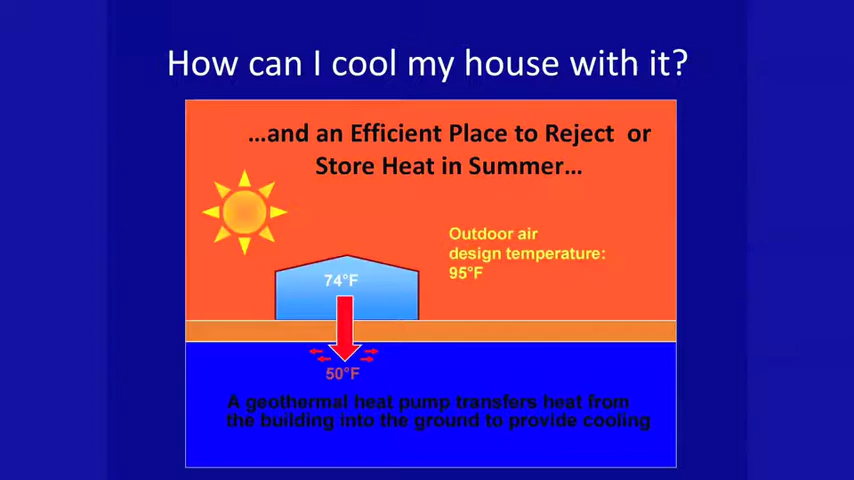 How can I cool my house with it?
…and an Efficient Place to Reject or
Store Heat in Summer…
Outdoor air
design temperature:
95°F
74°F
50°F
A geothermal heat pump transfers heat from
the building into the ground to provide cooling